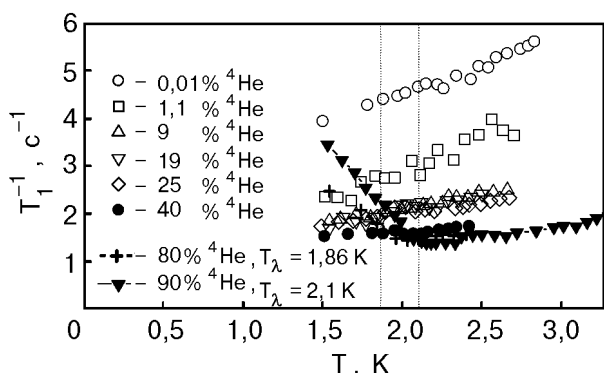 6
5
4
3
2
1
T₁⁻¹ , c⁻¹
○ – 0,01% ⁴He
□ – 1,1 % ⁴He
△ – 9 % ⁴He
▽ – 19 % ⁴He
◇ – 25 % ⁴He
● – 40 % ⁴He
+ – 80% ⁴He , T_λ = 1,86 K
▼ – 90% ⁴He , T_λ = 2,1 K
0 0,5 1,0 1,5 2,0 2,5 3,0
T , K